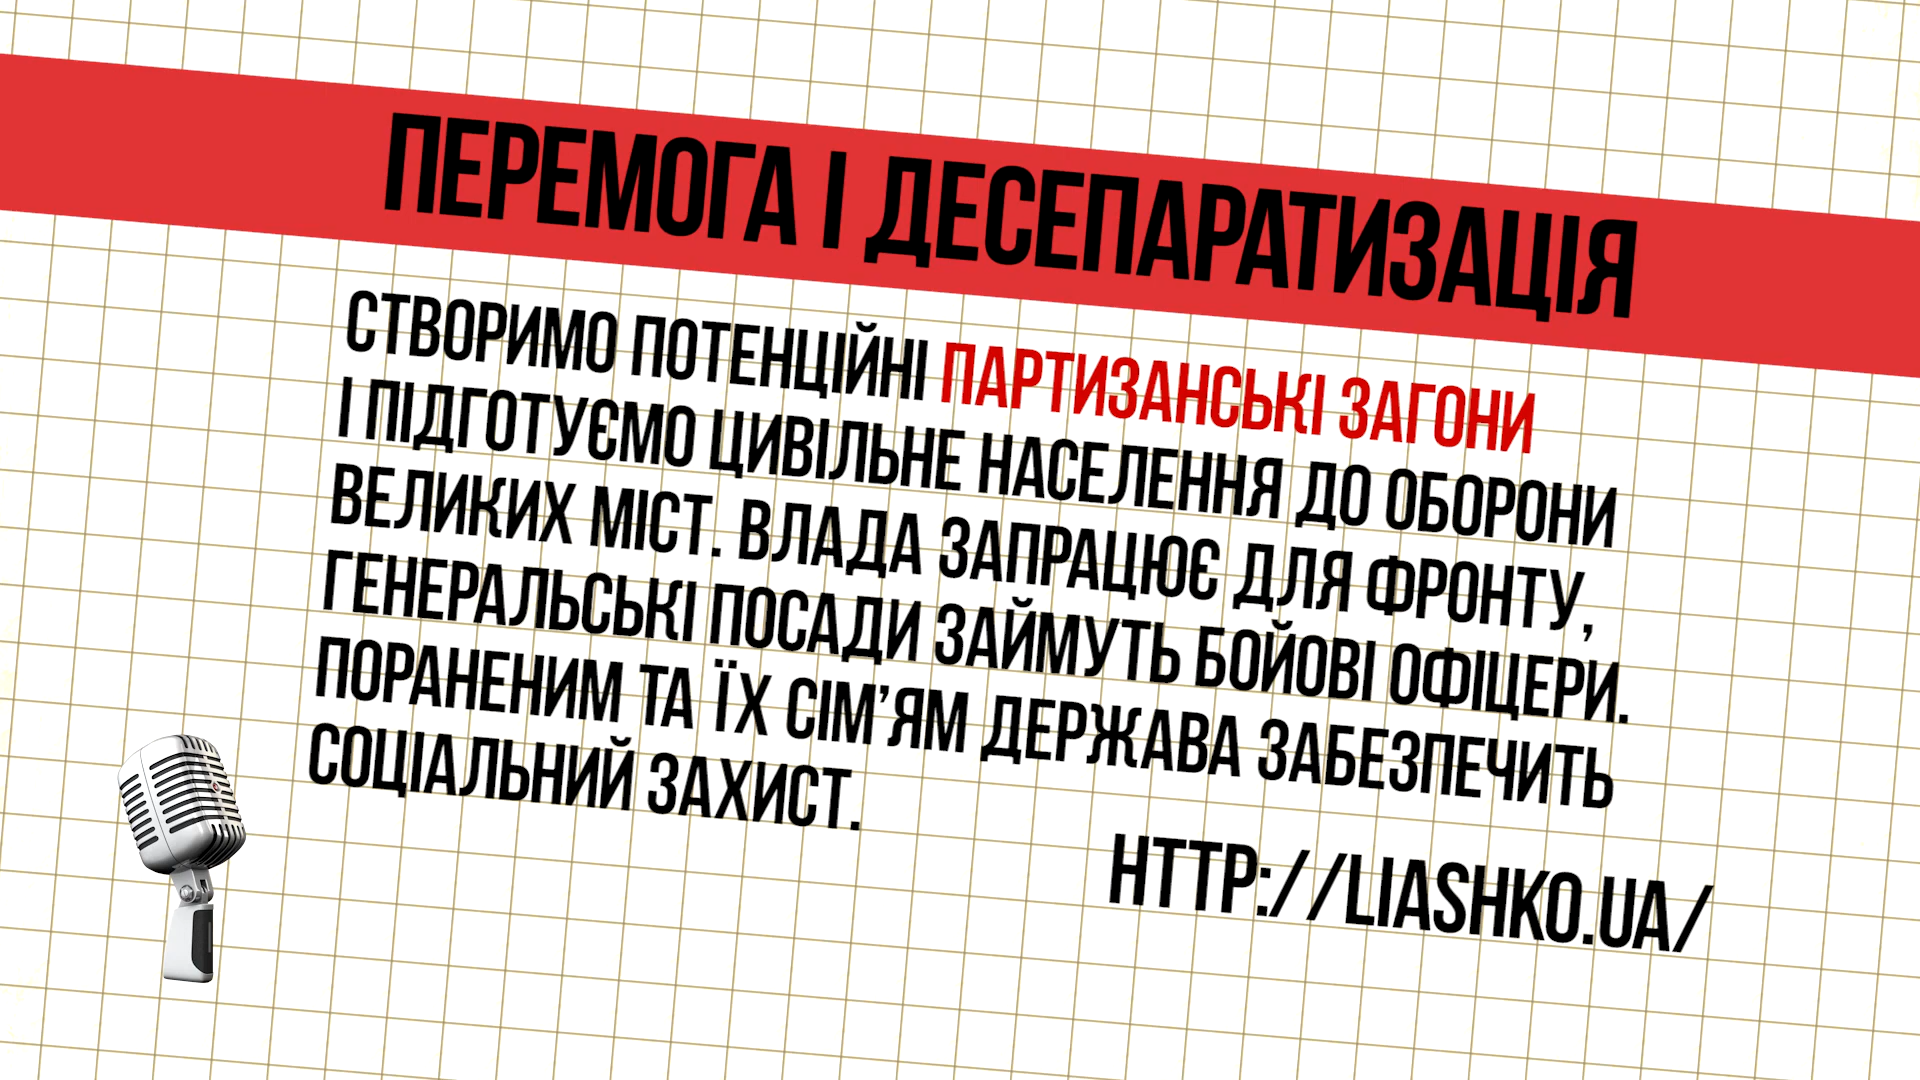 ПЕРЕМОГА І ДЕСЕПАРАТИЗАЦІЯ
СТВОРИМО ПОТЕНЦІЙНІ ПАРТИЗАНСЬКІ ЗАГОНИ
І ПІДГОТУЄМО ЦИВІЛЬНЕ НАСЕЛЕННЯ ДО ОБОРОНИ
ВЕЛИКИХ МІСТ. ВЛАДА ЗАПРАЦЮЄ ДЛЯ ФРОНТУ,
ГЕНЕРАЛЬСЬКІ ПОСАДИ ЗАЙМУТЬ БОЙОВІ ОФІЦЕРИ.
ПОРАНЕНИМ ТА ЇХ СІМ’ЯМ ДЕРЖАВА ЗАБЕЗПЕЧИТЬ
СОЦІАЛЬНИЙ ЗАХИСТ.
HTTP://LIASHKO.UA/